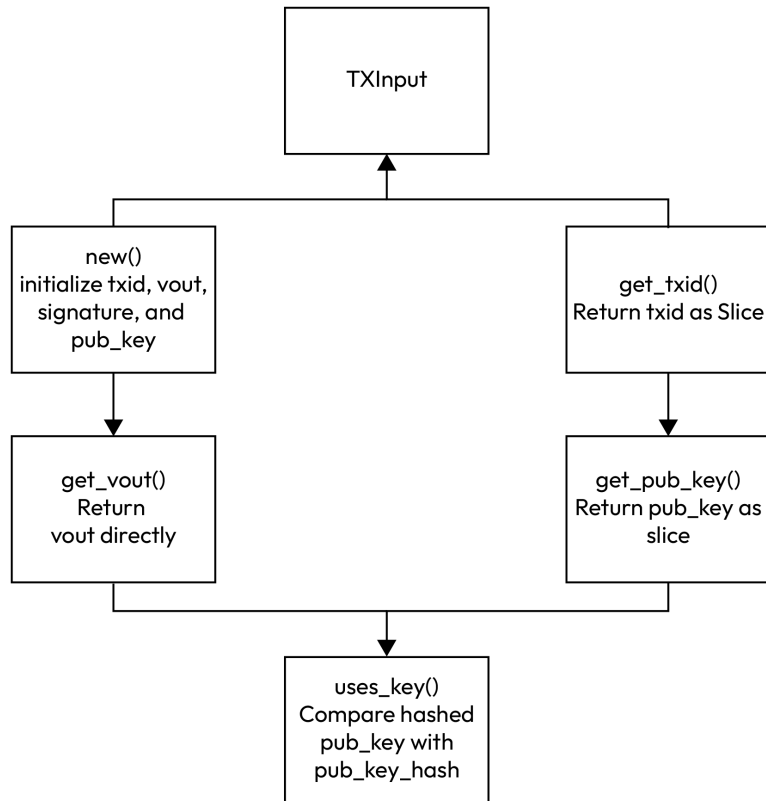 TXInput
new()
initialize txid, vout,
signature, and
pub_key
get_txid()
Return txid as Slice
get_vout()
Return
vout directly
get_pub_key()
Return pub_key as
slice
uses_key()
Compare hashed
pub_key with
pub_key_hash